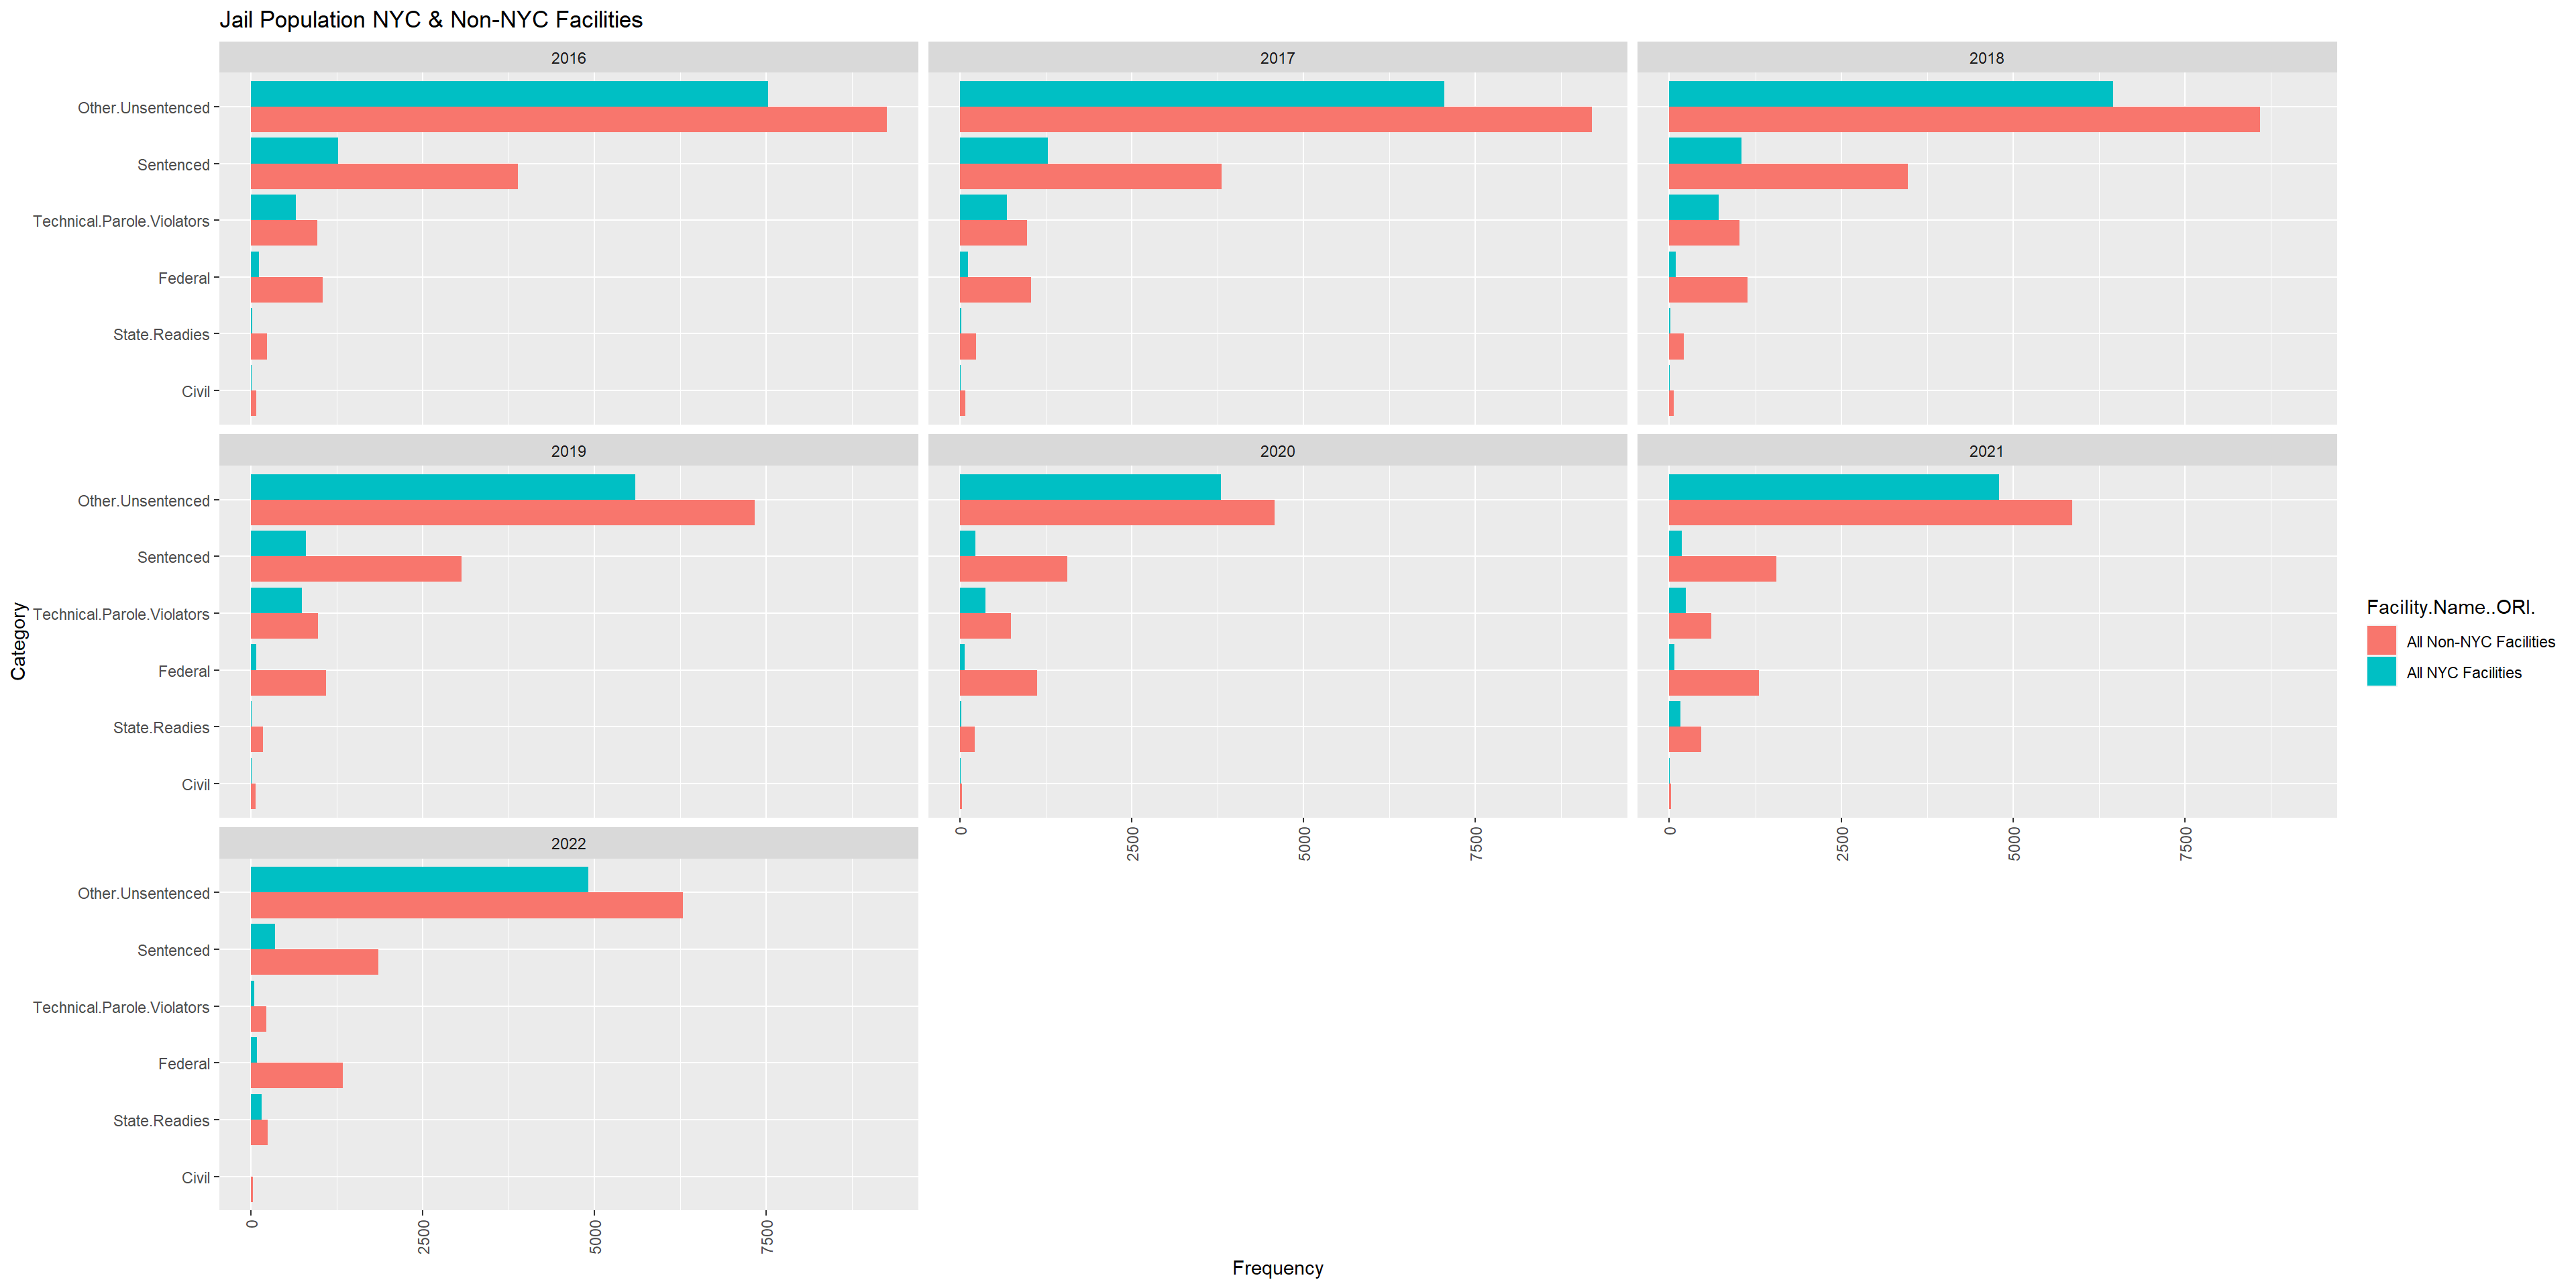 Jail Population NYC & Non-NYC Facilities
2016
2017
2018
Other.Unsentenced
Sentenced
Technical.Parole.Violators
Federal
State.Readies
Civil
2019
2020
2021
Other.Unsentenced
Sentenced
Technical.Parole.Violators
Federal
State.Readies
Civil
0
2500
5000
7500
0
2500
5000
7500
2022
Other.Unsentenced
Sentenced
Technical.Parole.Violators
Federal
State.Readies
Civil
0
2500
5000
7500
Category
Frequency
Facility.Name..ORI.
All Non-NYC Facilities
All NYC Facilities